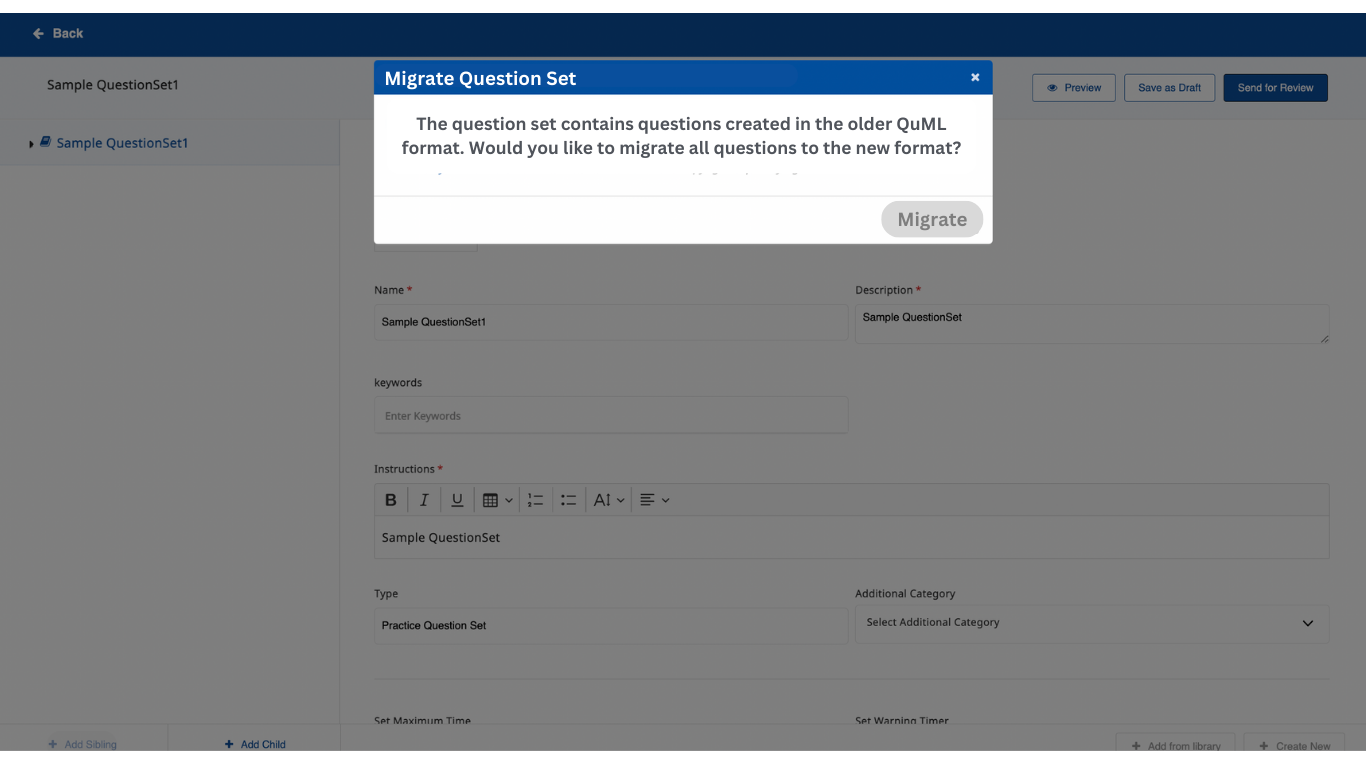 Back
Migrate Question Set
×
Sample QuestionSet1
Preview
Save as Draft
Send for Review
The question set contains questions created in the older QuML
format. Would you like to migrate all questions to the new format?
Sample QuestionSet1
Migrate
Name *
Description *
Sample QuestionSet1
Sample QuestionSet
keywords
Enter Keywords
Instructions *
B I U
Sample QuestionSet
Type
Additional Category
Practice Question Set
Select Additional Category
Set Maximum Time
Set Warning Timer
+ Add Sibling
+ Add Child
+ Add from library
+ Create New